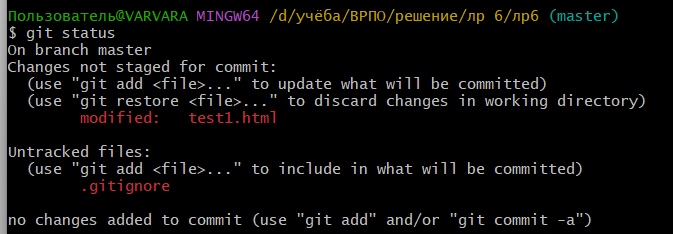 Пользователь@VARVARA MINGW64 /d/учёба/ВРПО/решение/лр 6/лр6 (master)
$ git status
On branch master
Changes not staged for commit:
  (use "git add <file>..." to update what will be committed)
  (use "git restore <file>..." to discard changes in working directory)
        modified:   test1.html

Untracked files:
  (use "git add <file>..." to include in what will be committed)
        .gitignore

no changes added to commit (use "git add" and/or "git commit -a")